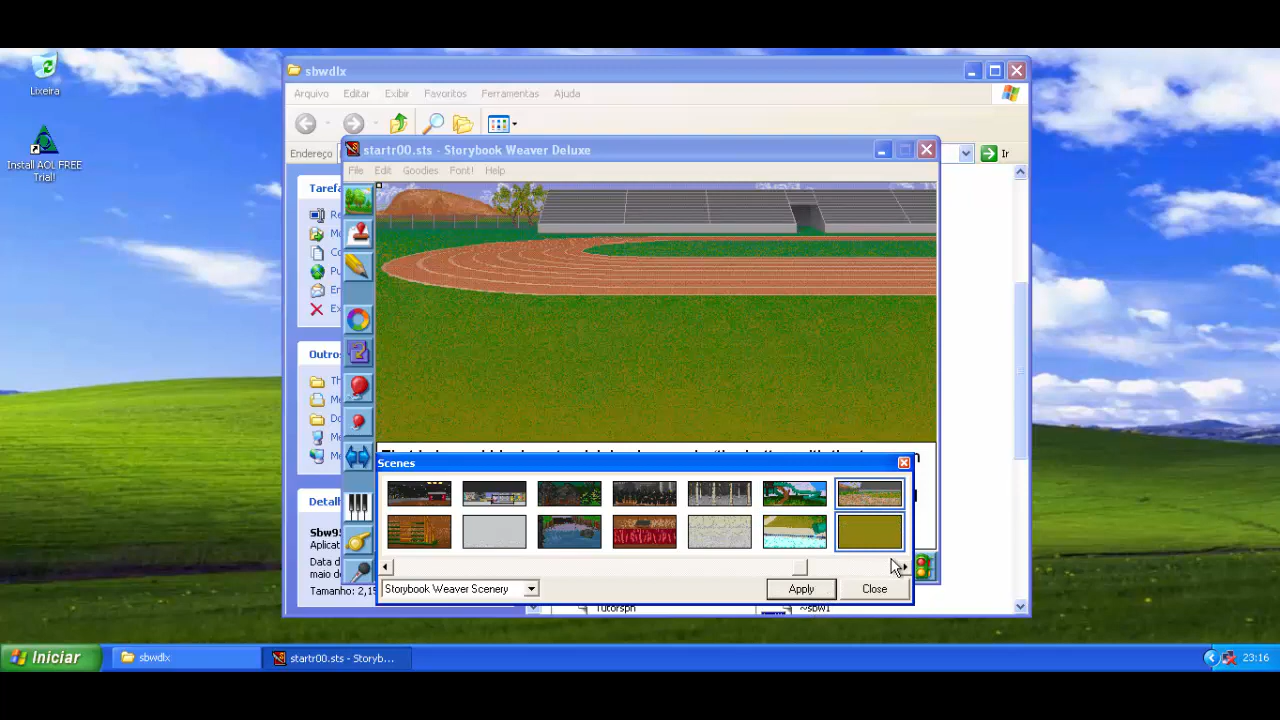 Lixeira
Install AOL FREE
Trial!
sbwdlx
Arquivo Editar Exibir Favoritos Ferramentas Ajuda
Endereço
Ir
startr00.sts - Storybook Weaver Deluxe
File Edit Goodies Font! Help
Tarefa
Outros
Detalh
Sbw95
Aplicati
Data d
maio d
Tamanho: 2,15
Scenes
Storybook Weaver Scenery
Apply
Close
Tutorsph
~sbw1
Iniciar
sbwdlx
startr00.sts - Storyb...
23:16